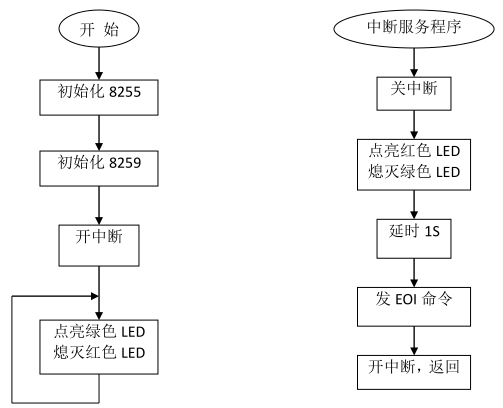 开 始
初始化 8255
初始化 8259
开中断
点亮绿色 LED
熄灭红色 LED
中断服务程序
关中断
点亮红色 LED
熄灭绿色 LED
延时 1S
发 EOI 命令
开中断，返回